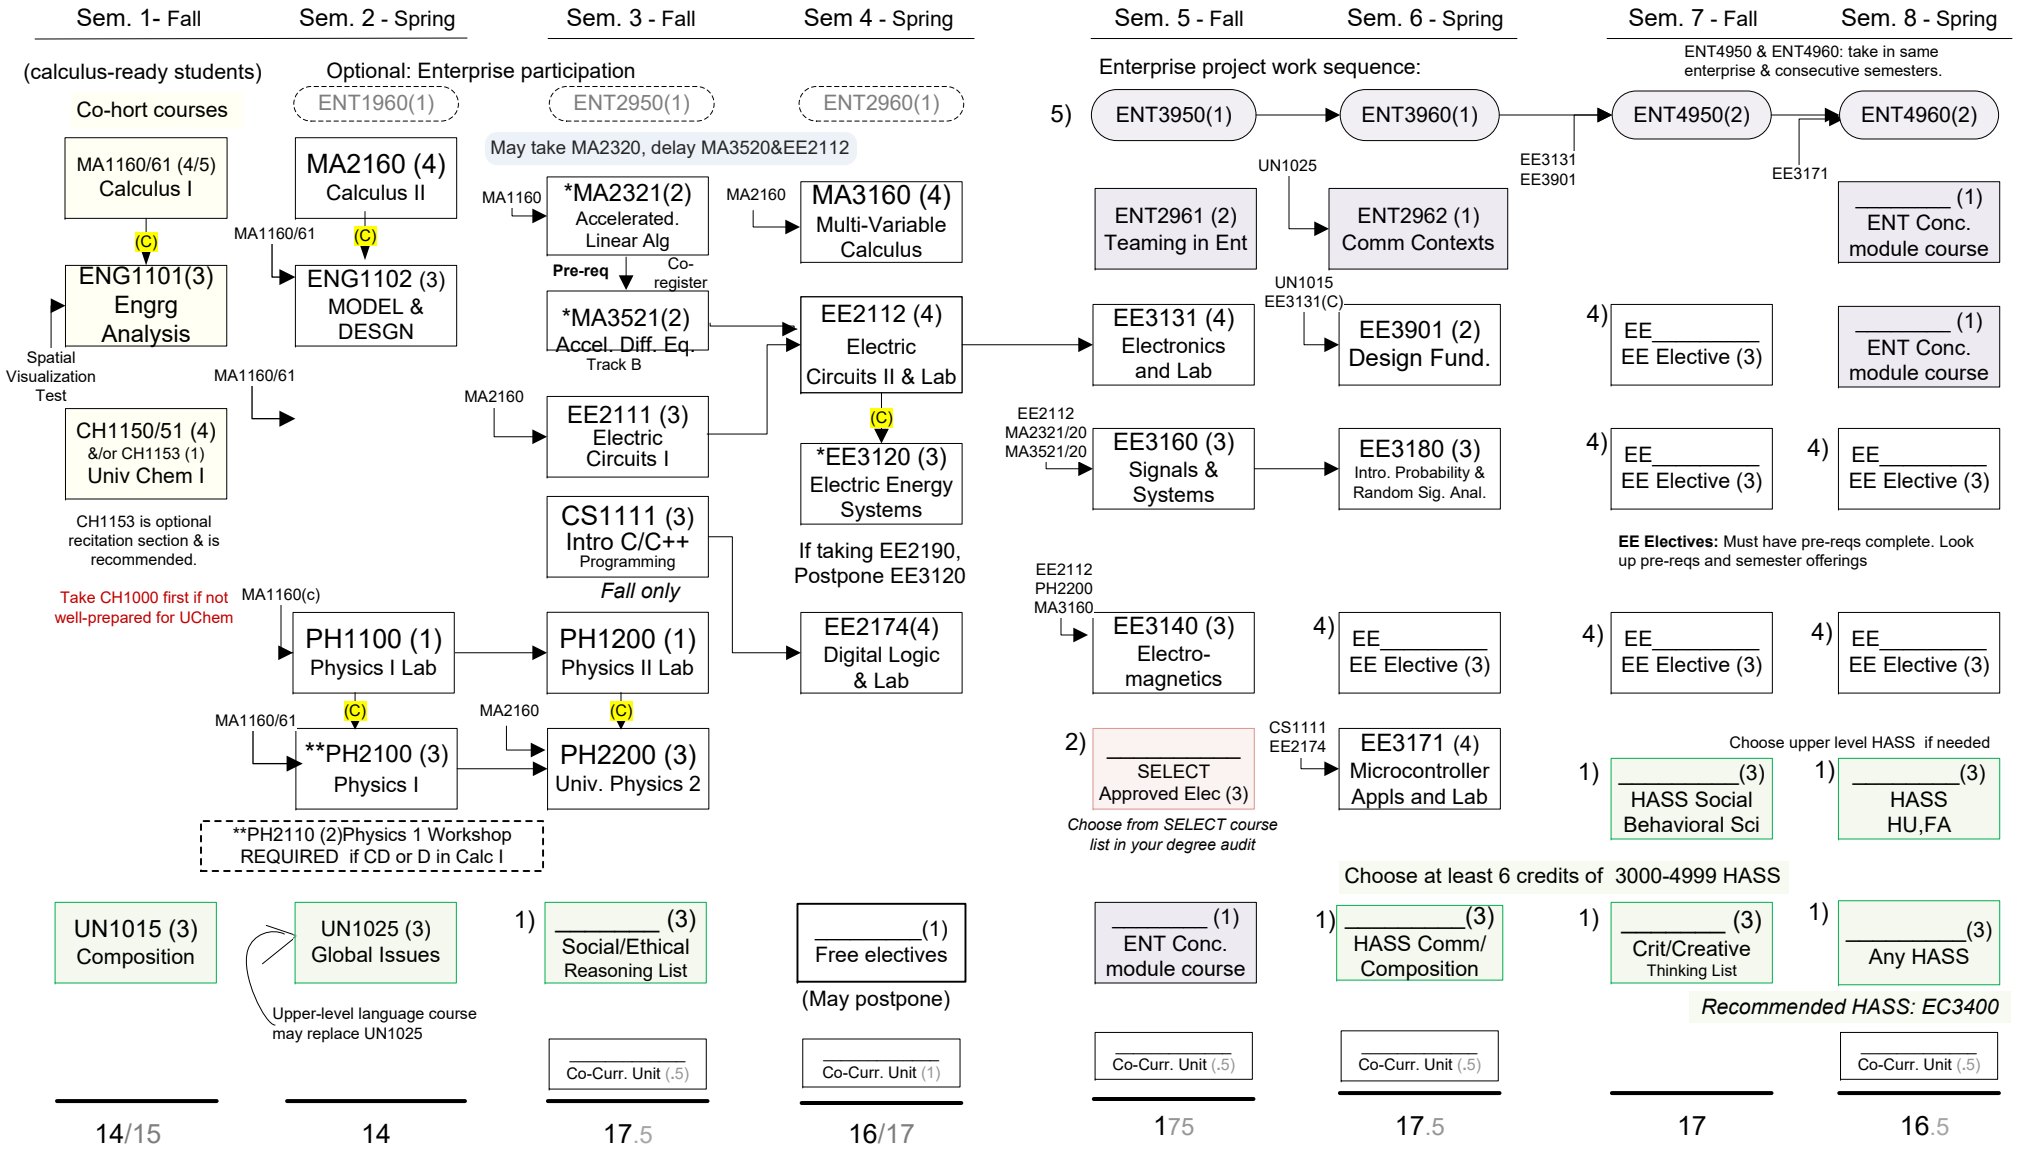 Sem. 1- Fall
Sem. 2 - Spring
Sem. 3 - Fall
Sem 4 - Spring
Sem. 5 - Fall
Sem. 6 - Spring
Sem. 7 - Fall
Sem. 8 - Spring
(calculus-ready students)
Optional: Enterprise participation
Enterprise project work sequence:
ENT4950 & ENT4960: take in same
enterprise & consecutive semesters.
Co-hort courses
ENT1960(1)
ENT2950(1)
ENT2960(1)
5)
ENT3950(1)
ENT3960(1)
ENT4950(2)
ENT4960(2)
May take MA2320, delay MA3520&EE2112
EE3131
EE3901
EE3171
MA1160/61 (4/5)
Calculus I
MA2160 (4)
Calculus II
MA1160
*MA2321(2)
Accelerated.
Linear Alg
MA2160
MA3160 (4)
Multi-Variable
Calculus
ENT2961 (2)
Teaming in Ent
UN1025
ENT2962 (1)
Comm Contexts
________ (1)
ENT Conc.
module course
(C)
MA1160/61
(C)
Pre-req
Co-
register
ENG1101(3)
Engrg
Analysis
Spatial
Visualization
Test
ENG1102 (3)
MODEL &
DESGN
*MA3521(2)
Accel. Diff. Eq.
Track B
EE2112 (4)
Electric
Circuits II & Lab
EE3131 (4)
Electronics
and Lab
UN1015
EE3131(C)
EE3901 (2)
Design Fund.
4)
EE_________
EE Elective (3)
________ (1)
ENT Conc.
module course
MA1160/61
CH1150/51 (4)
&/or CH1153 (1)
Univ Chem I
MA2160
EE2111 (3)
Electric
Circuits I
(C)
*EE3120 (3)
Electric Energy
Systems
EE2112
MA2321/20
MA3521/20
EE3160 (3)
Signals &
Systems
EE3180 (3)
Intro. Probability &
Random Sig. Anal.
4)
EE_________
EE Elective (3)
4)
EE_________
EE Elective (3)
CH1153 is optional
recitation section & is
recommended.
CS1111 (3)
Intro C/C++
Programming
Fall only
If taking EE2190,
Postpone EE3120
EE Electives: Must have pre-reqs complete. Look
up pre-reqs and semester offerings
Take CH1000 first if not
well-prepared for UChem
MA1160(c)
PH1100 (1)
Physics I Lab
PH1200 (1)
Physics II Lab
EE2174(4)
Digital Logic
& Lab
EE2112
PH2200
MA3160
EE3140 (3)
Electro-
magnetics
4)
EE_________
EE Elective (3)
4)
EE_________
EE Elective (3)
4)
EE_________
EE Elective (3)
(C)
MA1160/61
**PH2100 (3)
Physics I
MA2160
(C)
PH2200 (3)
Univ. Physics 2
2)
__________
SELECT
Approved Elec (3)
Choose from SELECT course
list in your degree audit
CS1111
EE2174
EE3171 (4)
Microcontroller
Appls and Lab
Choose upper level HASS if needed
1)
_________(3)
HASS Social
Behavioral Sci
1)
________(3)
HASS
HU,FA
**PH2110 (2)Physics 1 Workshop
REQUIRED if CD or D in Calc I
Choose at least 6 credits of 3000-4999 HASS
UN1015 (3)
Composition
UN1025 (3)
Global Issues
Upper-level language course
may replace UN1025
1)
________ (3)
Social/Ethical
Reasoning List
________(1)
Free electives
(May postpone)
________ (1)
ENT Conc.
module course
1)
_________(3)
HASS Comm/
Composition
1)
________ (3)
Crit/Creative
Thinking List
1)
_________(3)
Any HASS
Recommended HASS: EC3400
__________
Co-Curr. Unit (.5)
__________
Co-Curr. Unit (1)
__________
Co-Curr. Unit (.5)
__________
Co-Curr. Unit (.5)
__________
Co-Curr. Unit (.5)
14/15
14
17.5
16/17
175
17.5
17
16.5